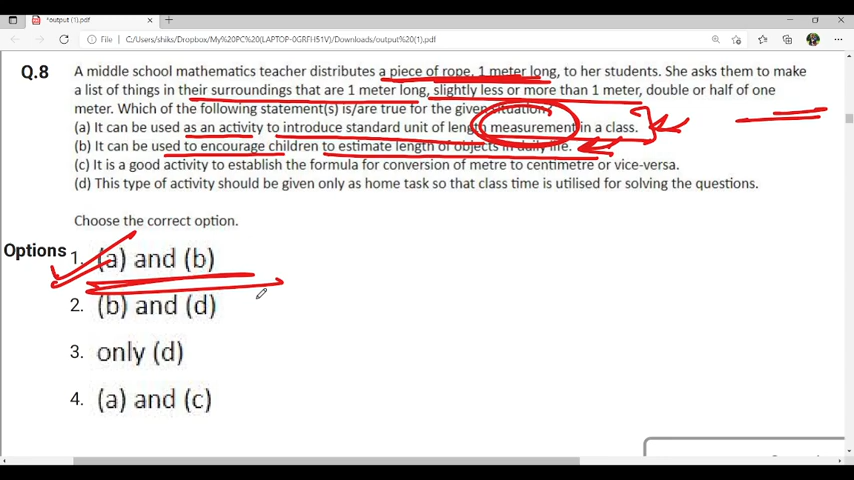 *output (1).pdf
File
C:/Users/shiks/Dropbox/My%20PC%20(LAPTOP-0GRFH51V)/Downloads/output%20(1).pdf
Q.8
A middle school mathematics teacher distributes a piece of rope, 1 meter long, to her students. She asks them to make
a list of things in their surroundings that are 1 meter long, slightly less or more than 1 meter, double or half of one
meter. Which of the following statement(s) is/are true for the given situation?
(a) It can be used as an activity to introduce standard unit of length measurement in a class.
(b) It can be used to encourage children to estimate length of objects in daily life.
(c) It is a good activity to establish the formula for conversion of metre to centimetre or vice-versa.
(d) This type of activity should be given only as home task so that class time is utilised for solving the questions.
Choose the correct option.
Options
1. (a) and (b)
2. (b) and (d)
3. only (d)
4. (a) and (c)